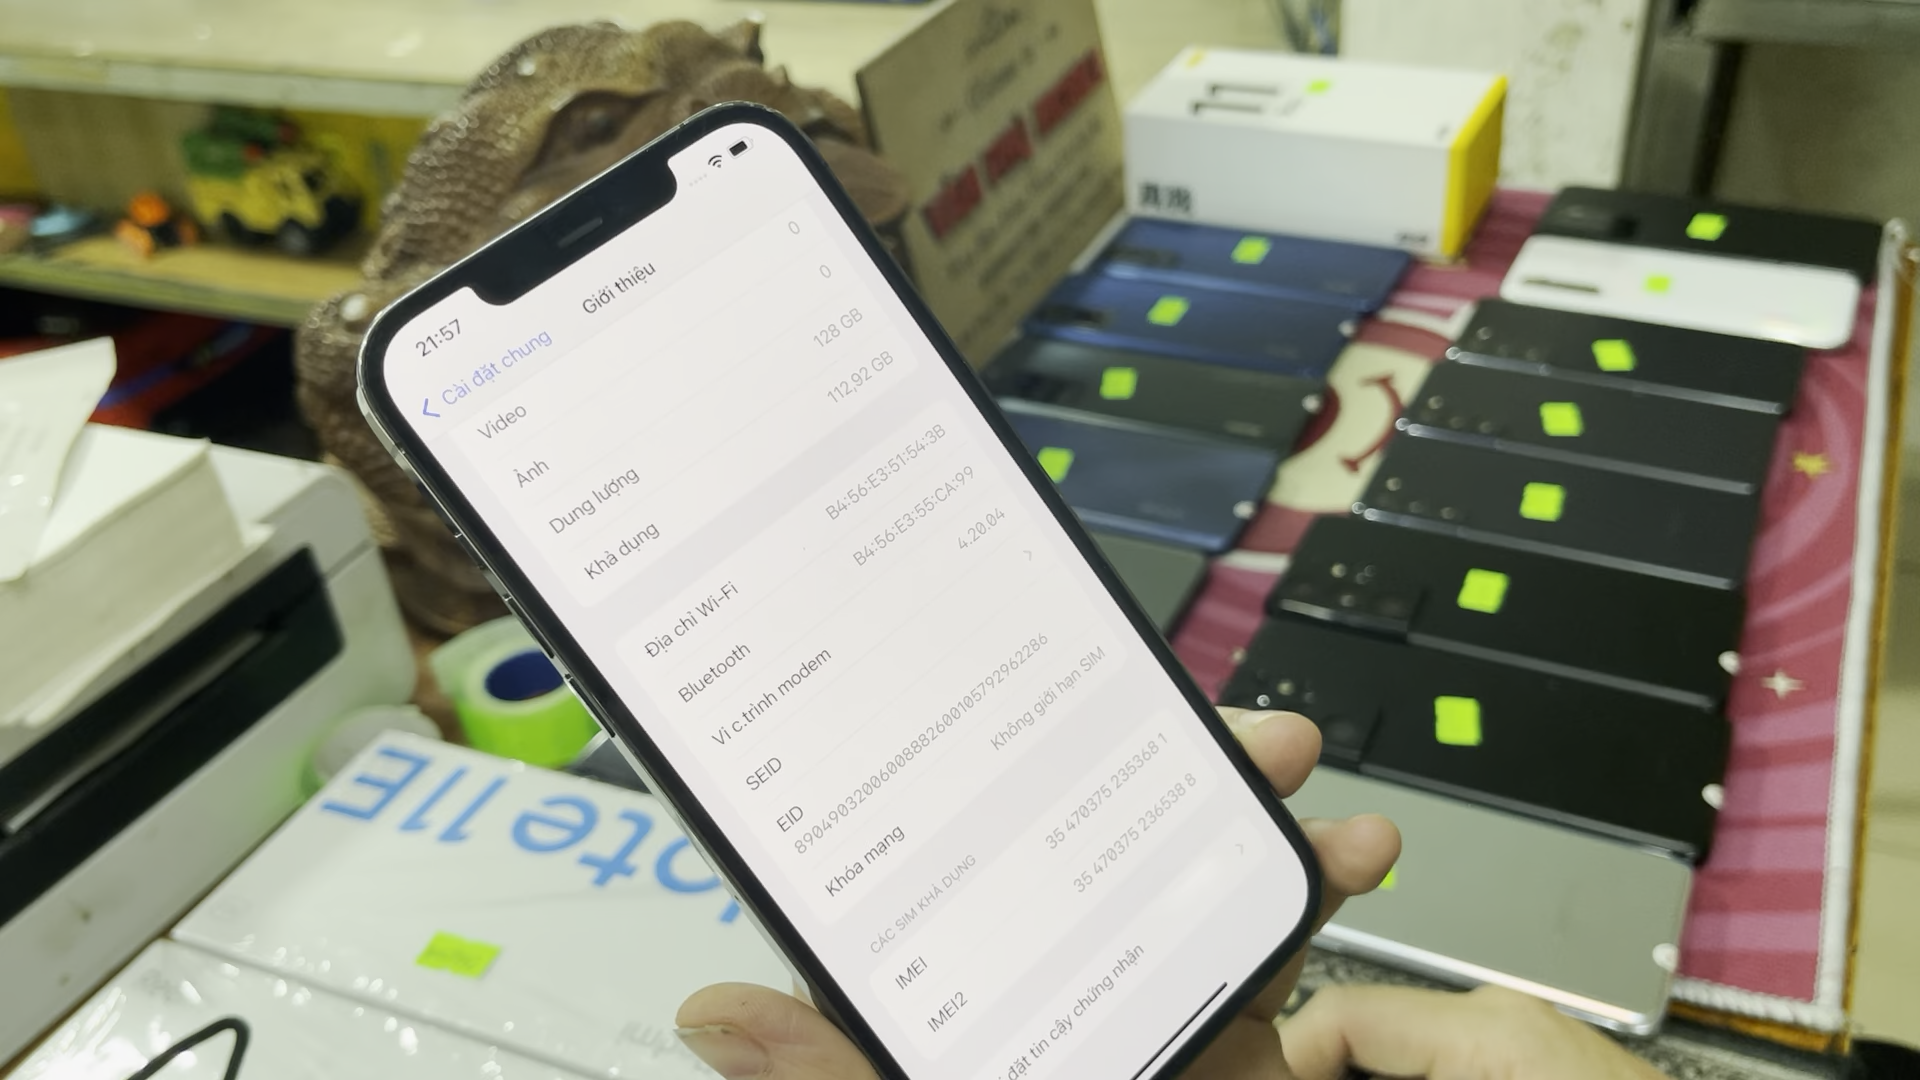 21:57
Cài đặt chung
Giới thiệu
Video 0
Ảnh 0
Dung lượng 128 GB
Khả dụng 112,92 GB
Địa chỉ Wi-Fi B4:56:E3:51:54:3B
Bluetooth B4:56:E3:55:CA:99
Vi c.trình modem 4.20.04
SEID
EID
89049032006008882600105792962286
Khóa mạng Không giới hạn SIM
CÁC SIM KHẢ DỤNG
IMEI 35 470375 235368 1
IMEI2 35 470375 236538 8
đặt tin cậy chứng nhận
11
ote 11E